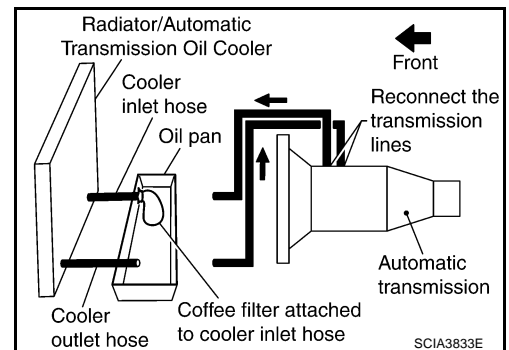 Radiator/Automatic
Transmission Oil Cooler
Front
Cooler
inlet hose
Reconnect the
transmission
lines
Oil pan
Automatic
transmission
Coffee filter attached
to cooler inlet hose
Cooler
outlet hose
SCIA3833E